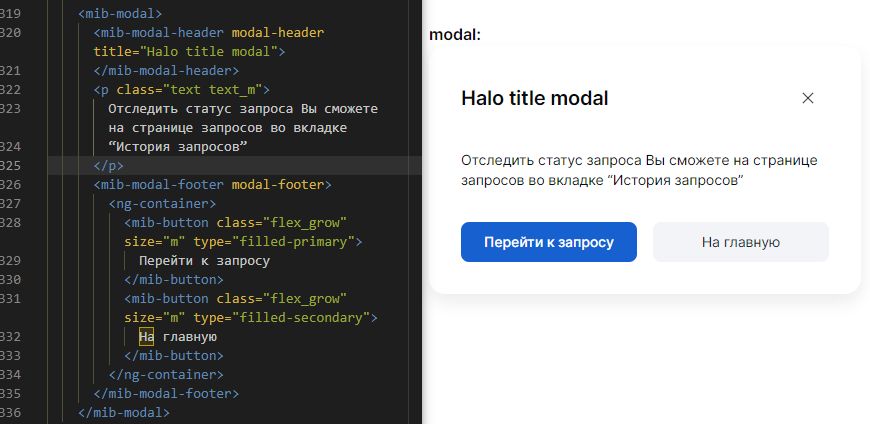 319 <mib-modal>
320 <mib-modal-header modal-header
title="Halo title modal">
321 </mib-modal-header>
322 <p class="text text_m">
323 Отследить статус запроса Вы сможете
на странице запросов во вкладке
324 “История запросов”
325 </p>
326 <mib-modal-footer modal-footer>
327 <ng-container>
328 <mib-button class="flex_grow"
size="m" type="filled-primary">
329 Перейти к запросу
330 </mib-button>
331 <mib-button class="flex_grow"
size="m" type="filled-secondary">
332 На главную
333 </mib-button>
334 </ng-container>
335 </mib-modal-footer>
336 </mib-modal>
modal:
Halo title modal
Отследить статус запроса Вы сможете на странице
запросов во вкладке “История запросов”
Перейти к запросу
На главную